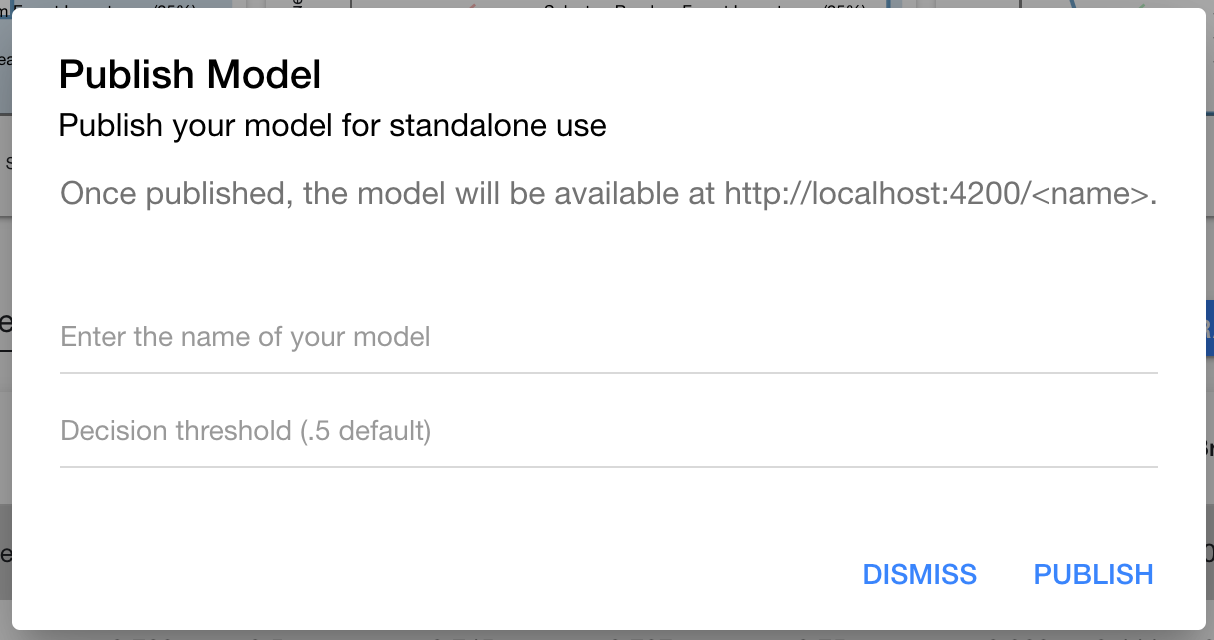 Publish Model
Publish your model for standalone use
Once published, the model will be available at http://localhost:4200/<name>.
Enter the name of your model
Decision threshold (.5 default)
DISMISS
PUBLISH